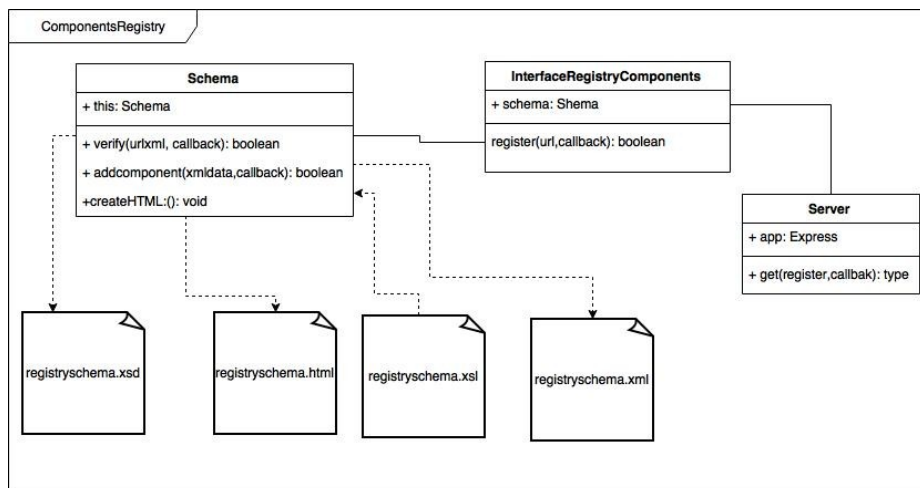 ComponentsRegistry
Schema
+ this: Schema
+ verify(urlxml, callback): boolean
+ addcomponent(xmldata,callback): boolean
+createHTML:(): void
InterfaceRegistryComponents
+ schema: Shema
register(url,callback): boolean
Server
+ app: Express
+ get(register,callbak): type
registryschema.xsd
registryschema.html
registryschema.xsl
registryschema.xml